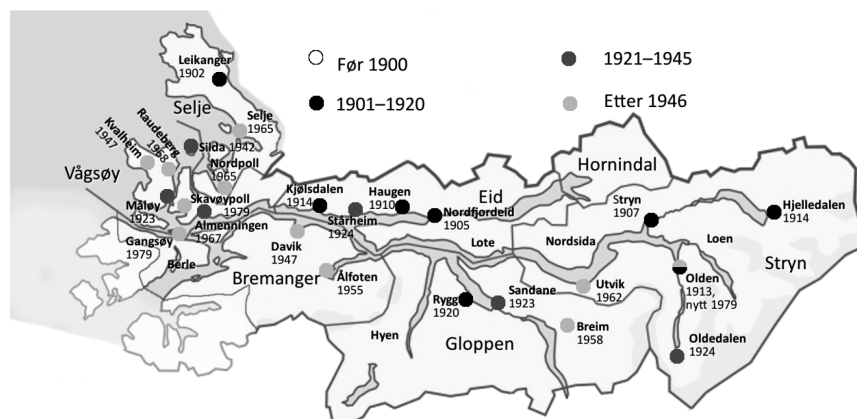 Før 1900
1901–1920
1921–1945
Etter 1946
Leikanger
1902
Selje
Selje
1965
Kvalheim
1947
Raudeberg
1968
Silda 1942
Nordpoll
1965
Vågsøy
Måløy
1923
Skavøypoll
1979
Almenningen
1967
Gangsøy
1979
Berle
Bremanger
Davik
1947
Ålfoten
1955
Kjølsdalen
1914
Stårheim
1924
Haugen
1910
Eid
Nordfjordeid
1905
Hornindal
Lote
Nordsida
Stryn
1907
Hjelledalen
1914
Loen
Stryn
Olden
1913,
nytt 1979
Oldedalen
1924
Utvik
1962
Breim
1958
Sandane
1923
Rygg
1920
Gloppen
Hyen